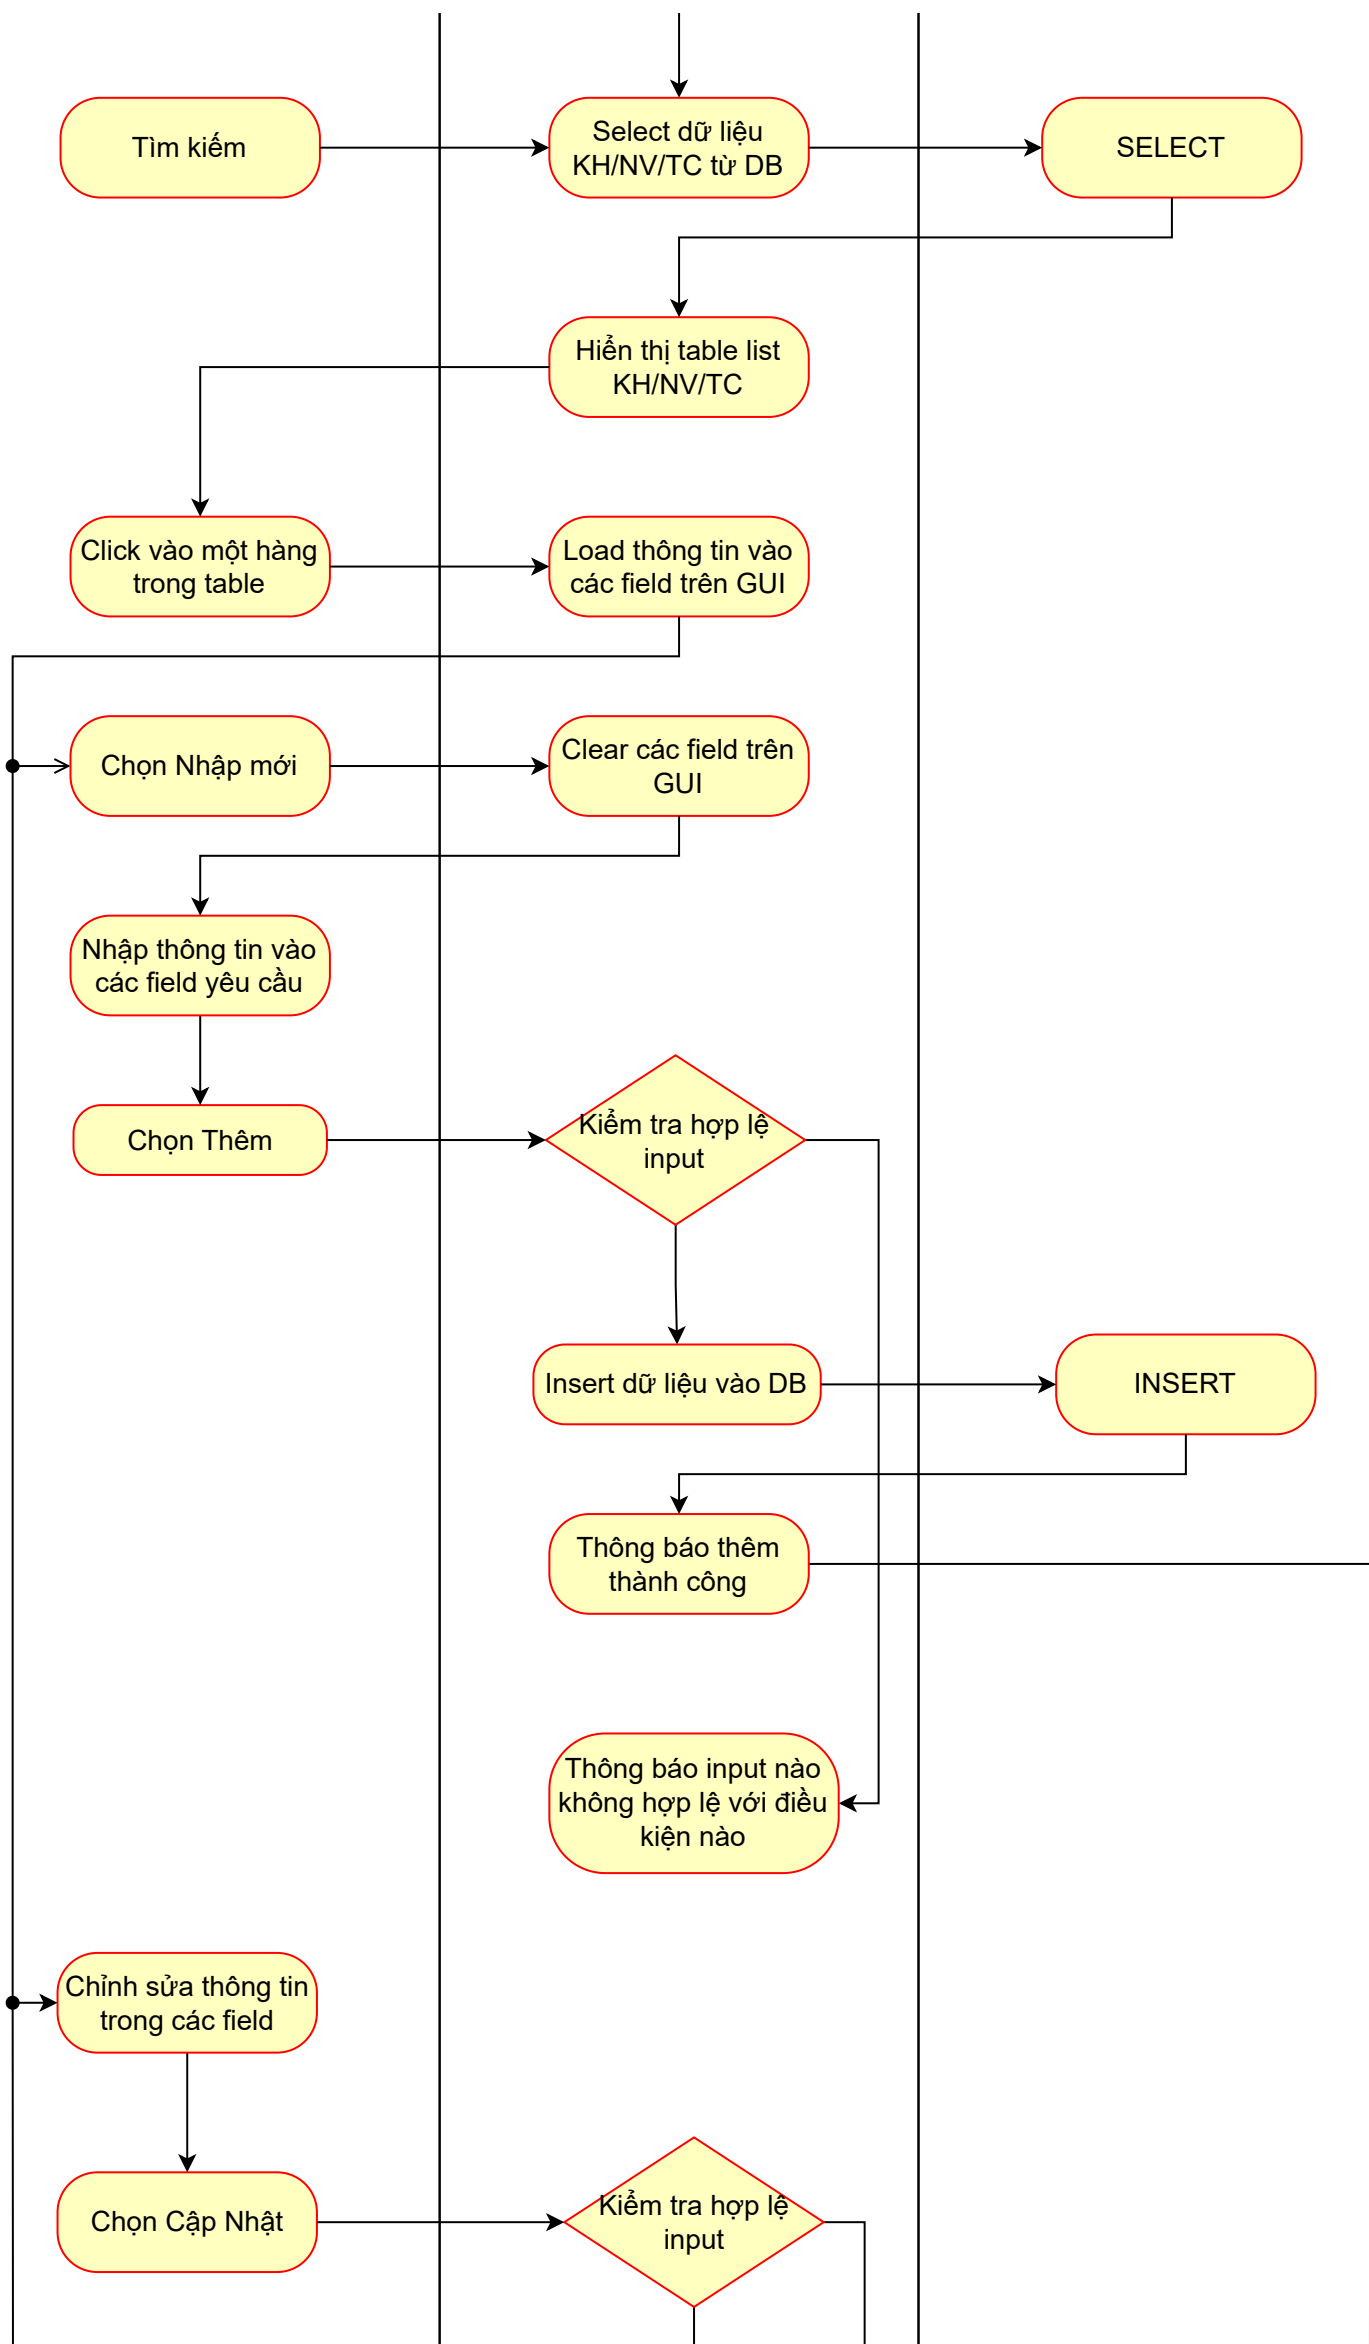 Tìm kiếm
Select dữ liệu
KH/NV/TC từ DB
SELECT
Hiển thị table list
KH/NV/TC
Click vào một hàng
trong table
Load thông tin vào
các field trên GUI
Chọn Nhập mới
Clear các field trên
GUI
Nhập thông tin vào
các field yêu cầu
Chọn Thêm
Kiểm tra hợp lệ
input
Insert dữ liệu vào DB
INSERT
Thông báo thêm
thành công
Thông báo input nào
không hợp lệ với điều
kiện nào
Chỉnh sửa thông tin
trong các field
Chọn Cập Nhật
Kiểm tra hợp lệ
input